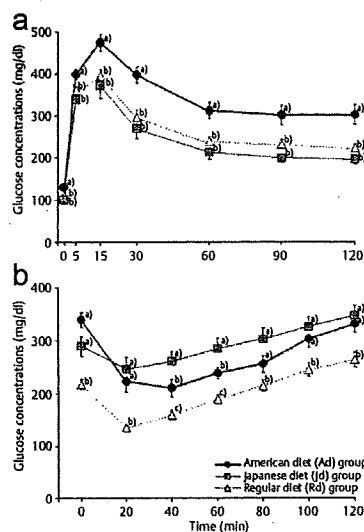 a
Glucose concentrations (mg/dl)
500
400
300
200
100
0
a)
a)
a)
a)
a)
a)
a)
b)
b)
b)
b)
b)
b)
b)
b)
b)
b)
b)
b)
b)
0 5 15 30 60 90 120
b
Glucose concentrations (mg/dl)
400
300
200
100
0
a)
a)
b)
a)
a)
b)
a)
b)
c)
a)
b)
c)
a)
a)
b)
a)
a)
b)
a)
a)
b)
American diet (Ad) group
Japanese diet (Jd) group
Regular diet (Rd) group
0 20 40 60 80 100 120
Time (min)